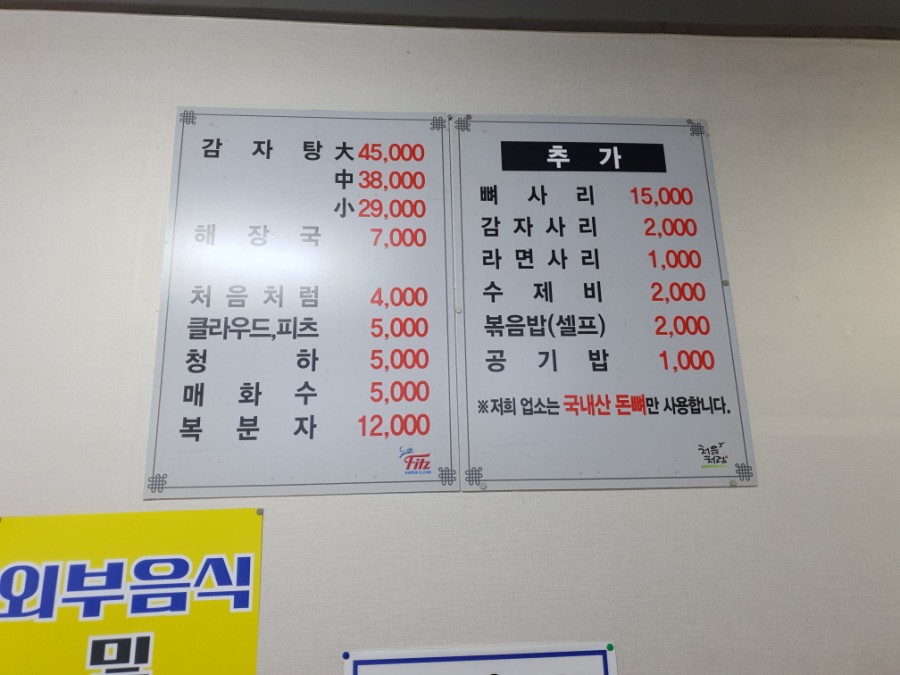 감자탕 大 45,000
中 38,000
小 29,000
해장국 7,000
처음처럼 4,000
클라우드,피츠 5,000
청하 5,000
매화수 5,000
복분자 12,000
Fitz
SUPER CLEAR
추가
뼈사리 15,000
감자사리 2,000
라면사리 1,000
수제비 2,000
볶음밥(셀프) 2,000
공기밥 1,000
※저희 업소는 국내산 돈뼈만 사용합니다.
처음처럼
외부음식
및